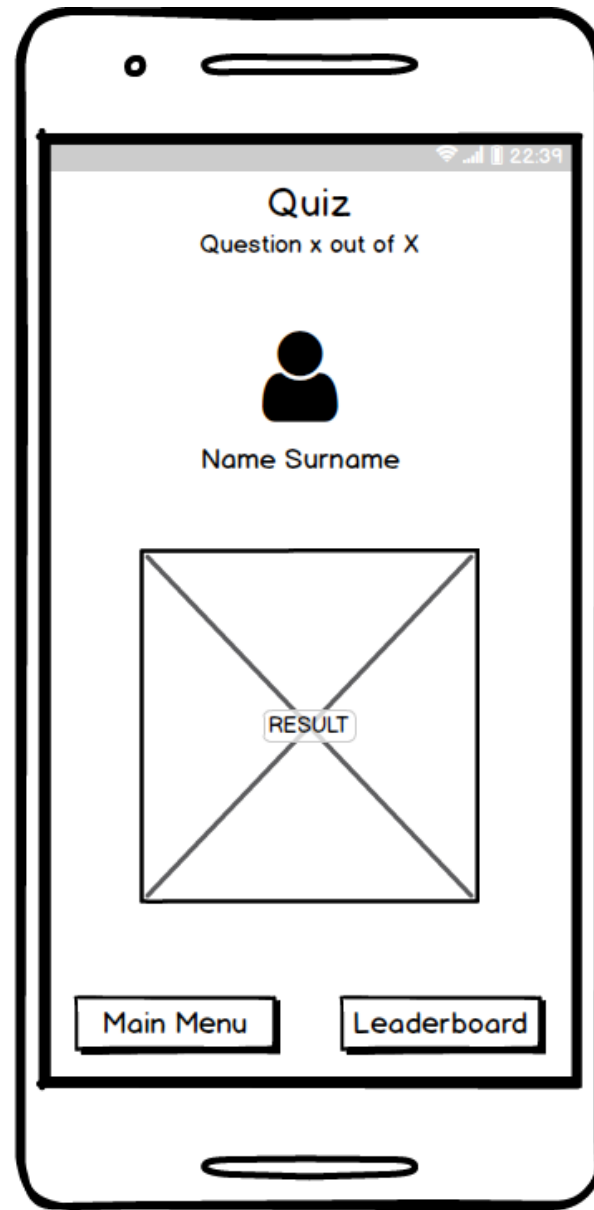 22:39
Quiz
Question x out of X
Name Surname
RESULT
Main Menu
Leaderboard